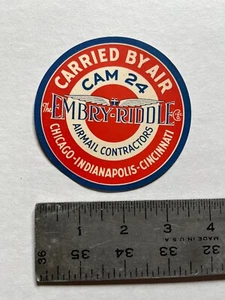 CARRIED BY AIR
CAM 24
The EMBRY-RIDDLE Co.
AIRMAIL CONTRACTORS
CHICAGO-INDIANAPOLIS-CINCINNATI
1 2 3 4
MADE IN U.S.A.
36 35 34 33 32